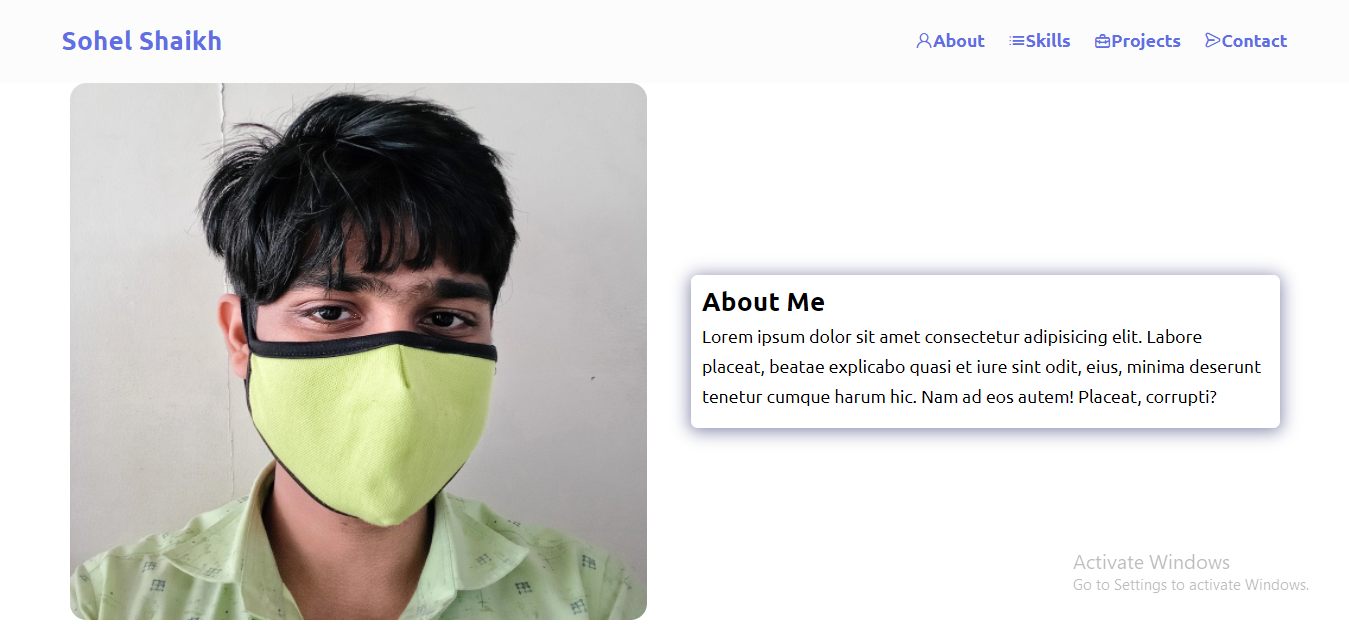 Sohel Shaikh
About
Skills
Projects
Contact
About Me
Lorem ipsum dolor sit amet consectetur adipisicing elit. Labore
placeat, beatae explicabo quasi et iure sint odit, eius, minima deserunt
tenetur cumque harum hic. Nam ad eos autem! Placeat, corrupti?
Activate Windows
Go to Settings to activate Windows.